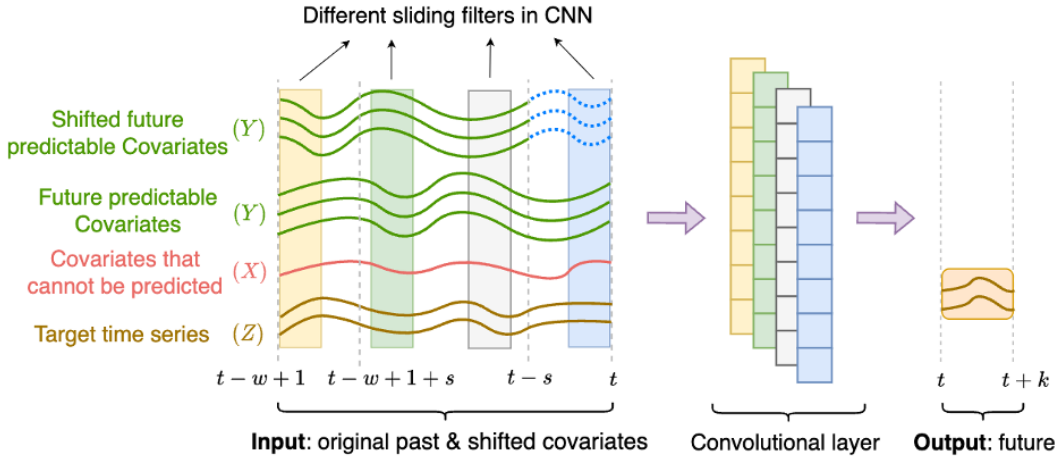 Different sliding filters in CNN
Shifted future
predictable Covariates
(Y)
Future predictable
Covariates
(Y)
Covariates that
cannot be predicted
(X)
Target time series
(Z)
t − w + 1
t − w + 1 + s
t − s
t
t
t + k
Input: original past & shifted covariates
Convolutional layer
Output: future